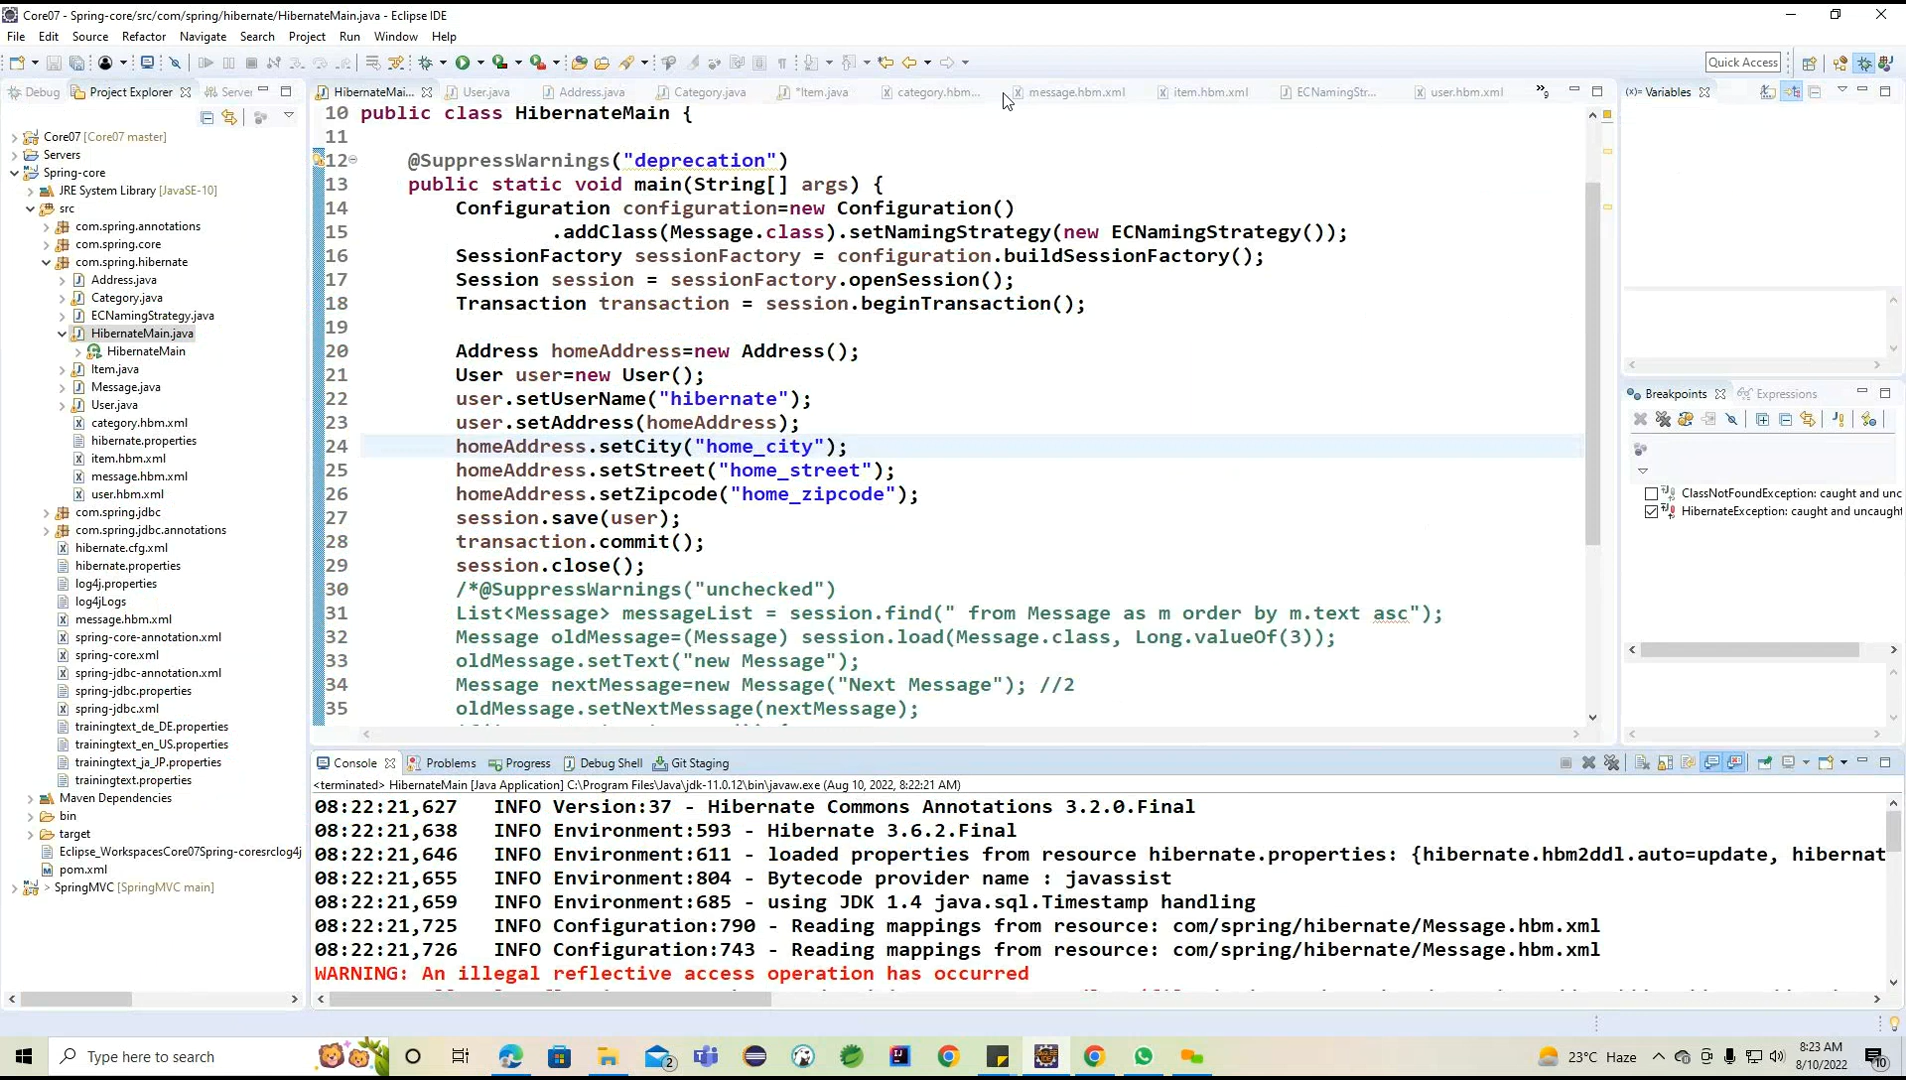 Core07 - Spring-core/src/com/spring/hibernate/HibernateMain.java - Eclipse IDE
File Edit Source Refactor Navigate Search Project Run Window Help
Quick Access
Debug Project Explorer Server
HibernateMai... User.java Address.java Category.java *Item.java category.hbm... message.hbm.xml item.hbm.xml ECNamingStr... user.hbm.xml »9
(x)= Variables
Core07 [Core07 master]
Servers
Spring-core
JRE System Library [JavaSE-10]
src
com.spring.annotations
com.spring.core
com.spring.hibernate
Address.java
Category.java
ECNamingStrategy.java
HibernateMain.java
HibernateMain
Item.java
Message.java
User.java
category.hbm.xml
hibernate.properties
item.hbm.xml
message.hbm.xml
user.hbm.xml
com.spring.jdbc
com.spring.jdbc.annotations
hibernate.cfg.xml
hibernate.properties
log4j.properties
log4jLogs
message.hbm.xml
spring-core-annotation.xml
spring-core.xml
spring-jdbc-annotation.xml
spring-jdbc.properties
spring-jdbc.xml
trainingtext_de_DE.properties
trainingtext_en_US.properties
trainingtext_ja_JP.properties
trainingtext.properties
Maven Dependencies
bin
target
Eclipse_WorkspacesCore07Spring-coresrclog4j
pom.xml
> SpringMVC [SpringMVC main]
10 public class HibernateMain {
11
12 @SuppressWarnings("deprecation")
13 public static void main(String[] args) {
14 Configuration configuration=new Configuration()
15 .addClass(Message.class).setNamingStrategy(new ECNamingStrategy());
16 SessionFactory sessionFactory = configuration.buildSessionFactory();
17 Session session = sessionFactory.openSession();
18 Transaction transaction = session.beginTransaction();
19
20 Address homeAddress=new Address();
21 User user=new User();
22 user.setUserName("hibernate");
23 user.setAddress(homeAddress);
24 homeAddress.setCity("home_city");
25 homeAddress.setStreet("home_street");
26 homeAddress.setZipcode("home_zipcode");
27 session.save(user);
28 transaction.commit();
29 session.close();
30 /*@SuppressWarnings("unchecked")
31 List<Message> messageList = session.find(" from Message as m order by m.text asc");
32 Message oldMessage=(Message) session.load(Message.class, Long.valueOf(3));
33 oldMessage.setText("new Message");
34 Message nextMessage=new Message("Next Message"); //2
35 oldMessage.setNextMessage(nextMessage);
Breakpoints Expressions
ClassNotFoundException: caught and unc
HibernateException: caught and uncaught
Console Problems Progress Debug Shell Git Staging
<terminated> HibernateMain [Java Application] C:\Program Files\Java\jdk-11.0.12\bin\javaw.exe (Aug 10, 2022, 8:22:21 AM)
08:22:21,627 INFO Version:37 - Hibernate Commons Annotations 3.2.0.Final
08:22:21,638 INFO Environment:593 - Hibernate 3.6.2.Final
08:22:21,646 INFO Environment:611 - loaded properties from resource hibernate.properties: {hibernate.hbm2ddl.auto=update, hibernat
08:22:21,655 INFO Environment:804 - Bytecode provider name : javassist
08:22:21,659 INFO Environment:685 - using JDK 1.4 java.sql.Timestamp handling
08:22:21,725 INFO Configuration:790 - Reading mappings from resource: com/spring/hibernate/Message.hbm.xml
08:22:21,726 INFO Configuration:743 - Reading mappings from resource: com/spring/hibernate/Message.hbm.xml
WARNING: An illegal reflective access operation has occurred
Type here to search
2
23°C Haze
8:23 AM
8/10/2022
10